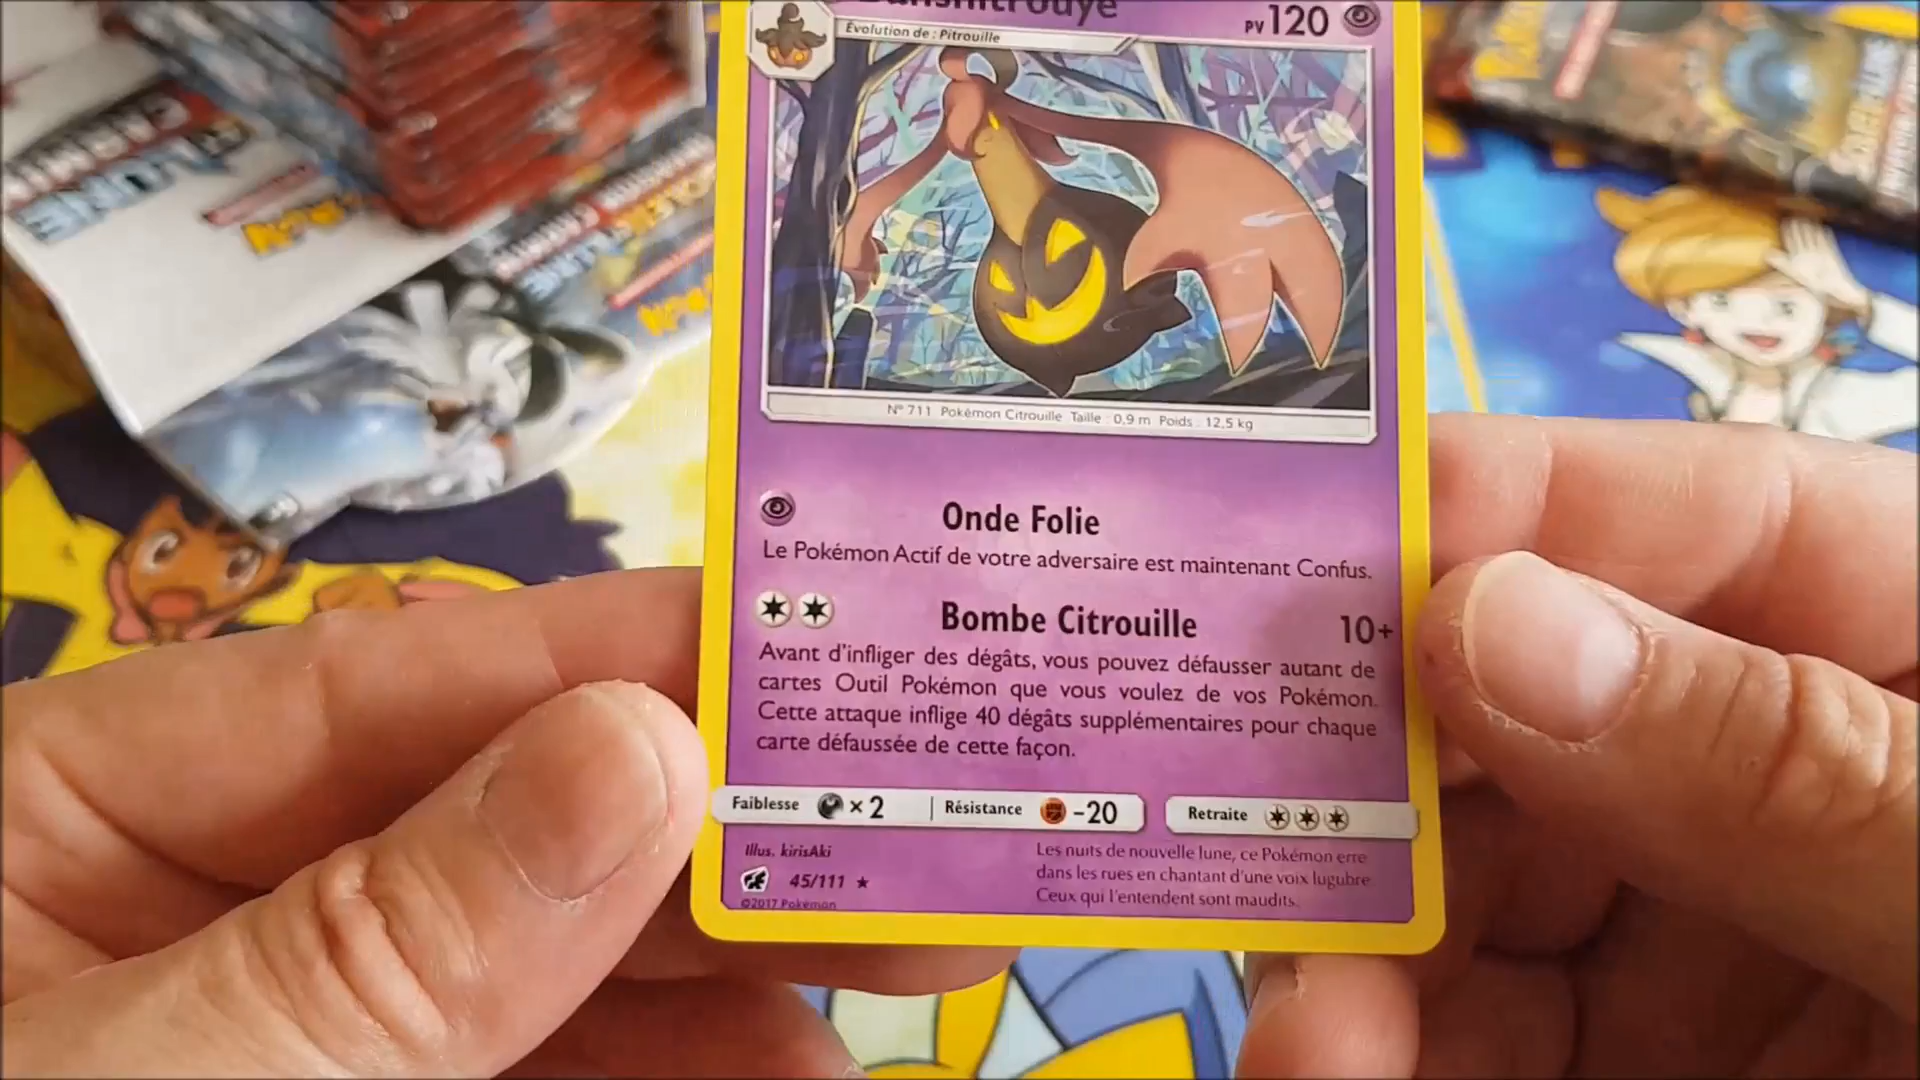 Banshitrouye
PV 120
Évolution de : Pitrouille
N° 711 Pokémon Citrouille Taille : 0,9 m Poids : 12,5 kg
Onde Folie
Le Pokémon Actif de votre adversaire est maintenant Confus.
Bombe Citrouille 10+
Avant d'infliger des dégâts, vous pouvez défausser autant de
cartes Outil Pokémon que vous voulez de vos Pokémon.
Cette attaque inflige 40 dégâts supplémentaires pour chaque
carte défaussée de cette façon.
Faiblesse × 2 Résistance -20 Retraite
Illus. kirisAki
45/111 ★
©2017 Pokémon
Les nuits de nouvelle lune, ce Pokémon erre
dans les rues en chantant d'une voix lugubre.
Ceux qui l'entendent sont maudits.